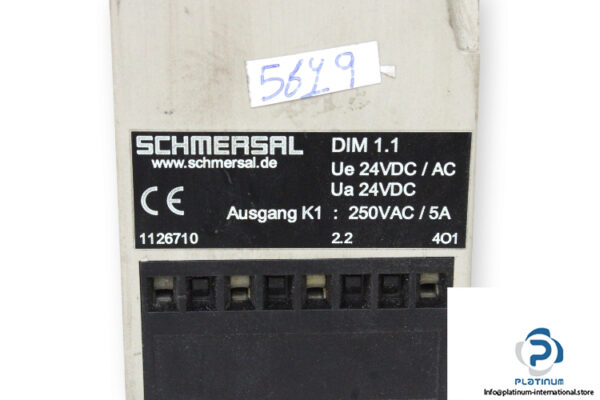 5649
SCHMERSAL DIM 1.1
www.schmersal.de Ue 24VDC / AC
Ua 24VDC
CE Ausgang K1 : 250VAC / 5A
1126710 2.2 4O1
PLATINUM
Info@platinum-international.store